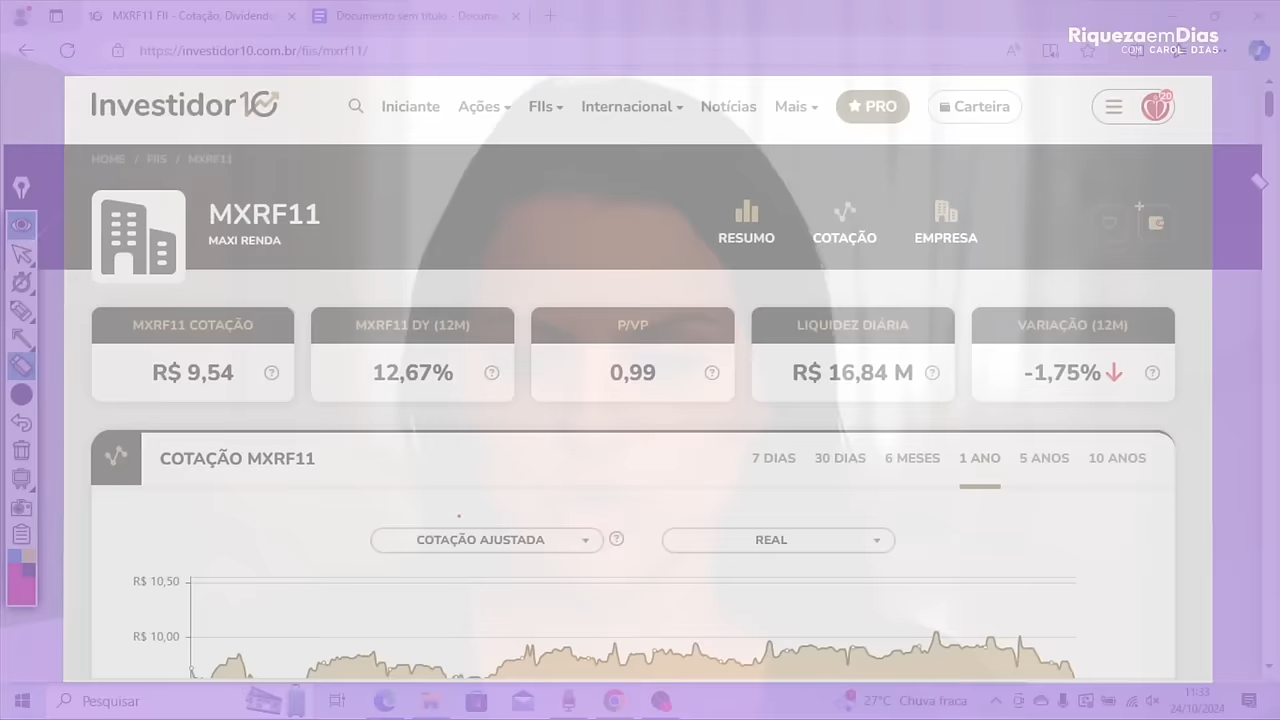 MXRF11 FII - Cotação, Dividend
Documento sem título - Docume
RiquezaemDias
COM CAROL DIAS
https://investidor10.com.br/fiis/mxrf11/
Investidor10
Iniciante
Ações
FIIs
Internacional
Notícias
Mais
PRO
Carteira
20
HOME / FIIS / MXRF11
MXRF11
MAXI RENDA
RESUMO
COTAÇÃO
EMPRESA
MXRF11 COTAÇÃO
MXRF11 DY (12M)
P/VP
LIQUIDEZ DIÁRIA
VARIAÇÃO (12M)
R$ 9,54
12,67%
0,99
R$ 16,84 M
-1,75%
COTAÇÃO MXRF11
7 DIAS
30 DIAS
6 MESES
1 ANO
5 ANOS
10 ANOS
COTAÇÃO AJUSTADA
REAL
R$ 10,50
R$ 10,00
Pesquisar
27°C Chuva fraca
11:33
24/10/2024